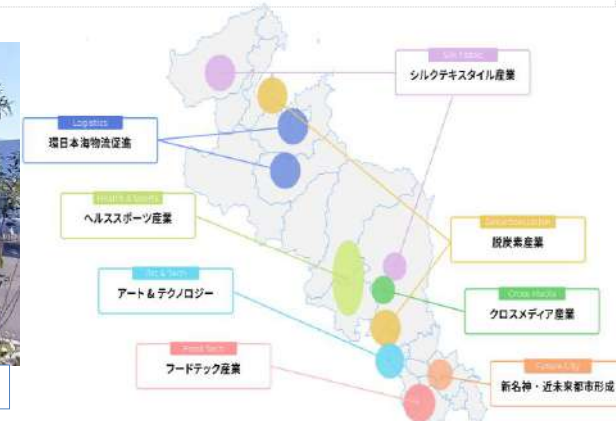 シルクテキスタイル産業
Logistics
環日本海物流促進
Health & Sports
ヘルススポーツ産業
脱炭素産業
Art & Tech
アート & テクノロジー
Cross Media
クロスメディア産業
Food Tech
フードテック産業
Future City
新名神・近未来都市形成